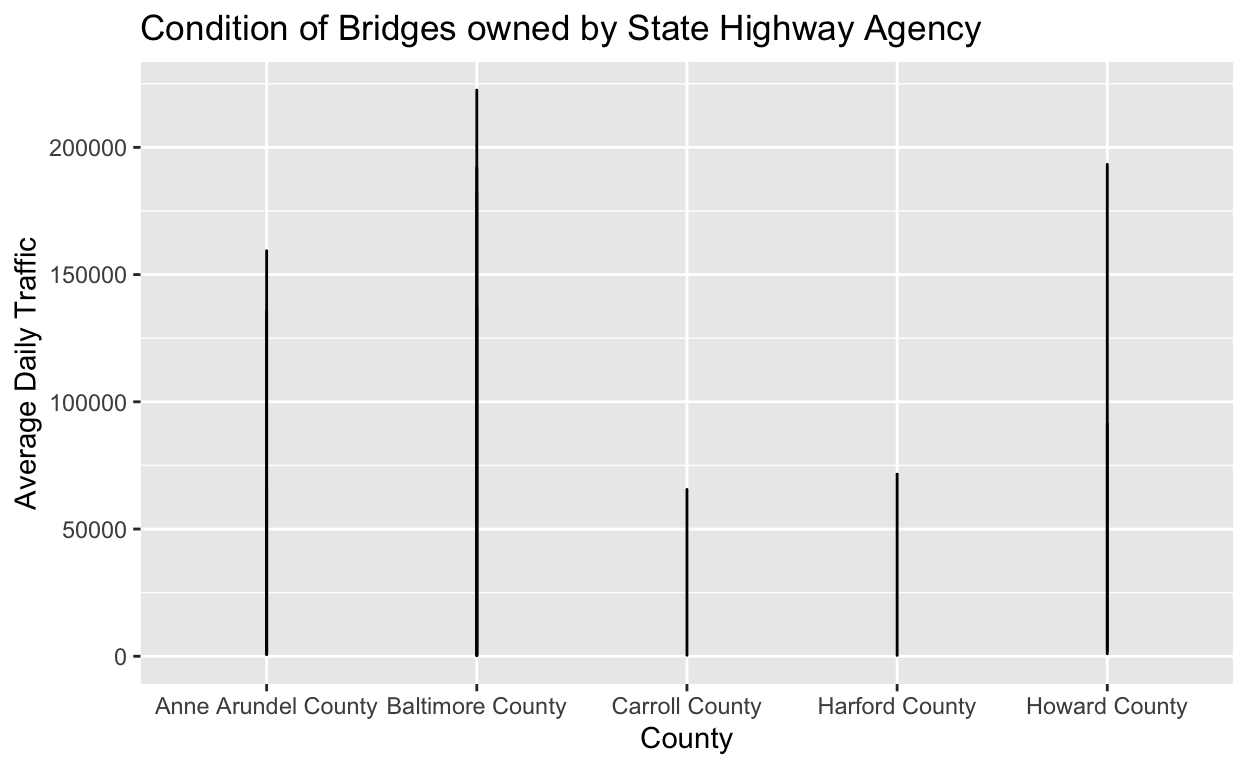 Condition of Bridges owned by State Highway Agency
Average Daily Traffic
200000
150000
100000
50000
0
Anne Arundel County Baltimore County Carroll County Harford County Howard County
County